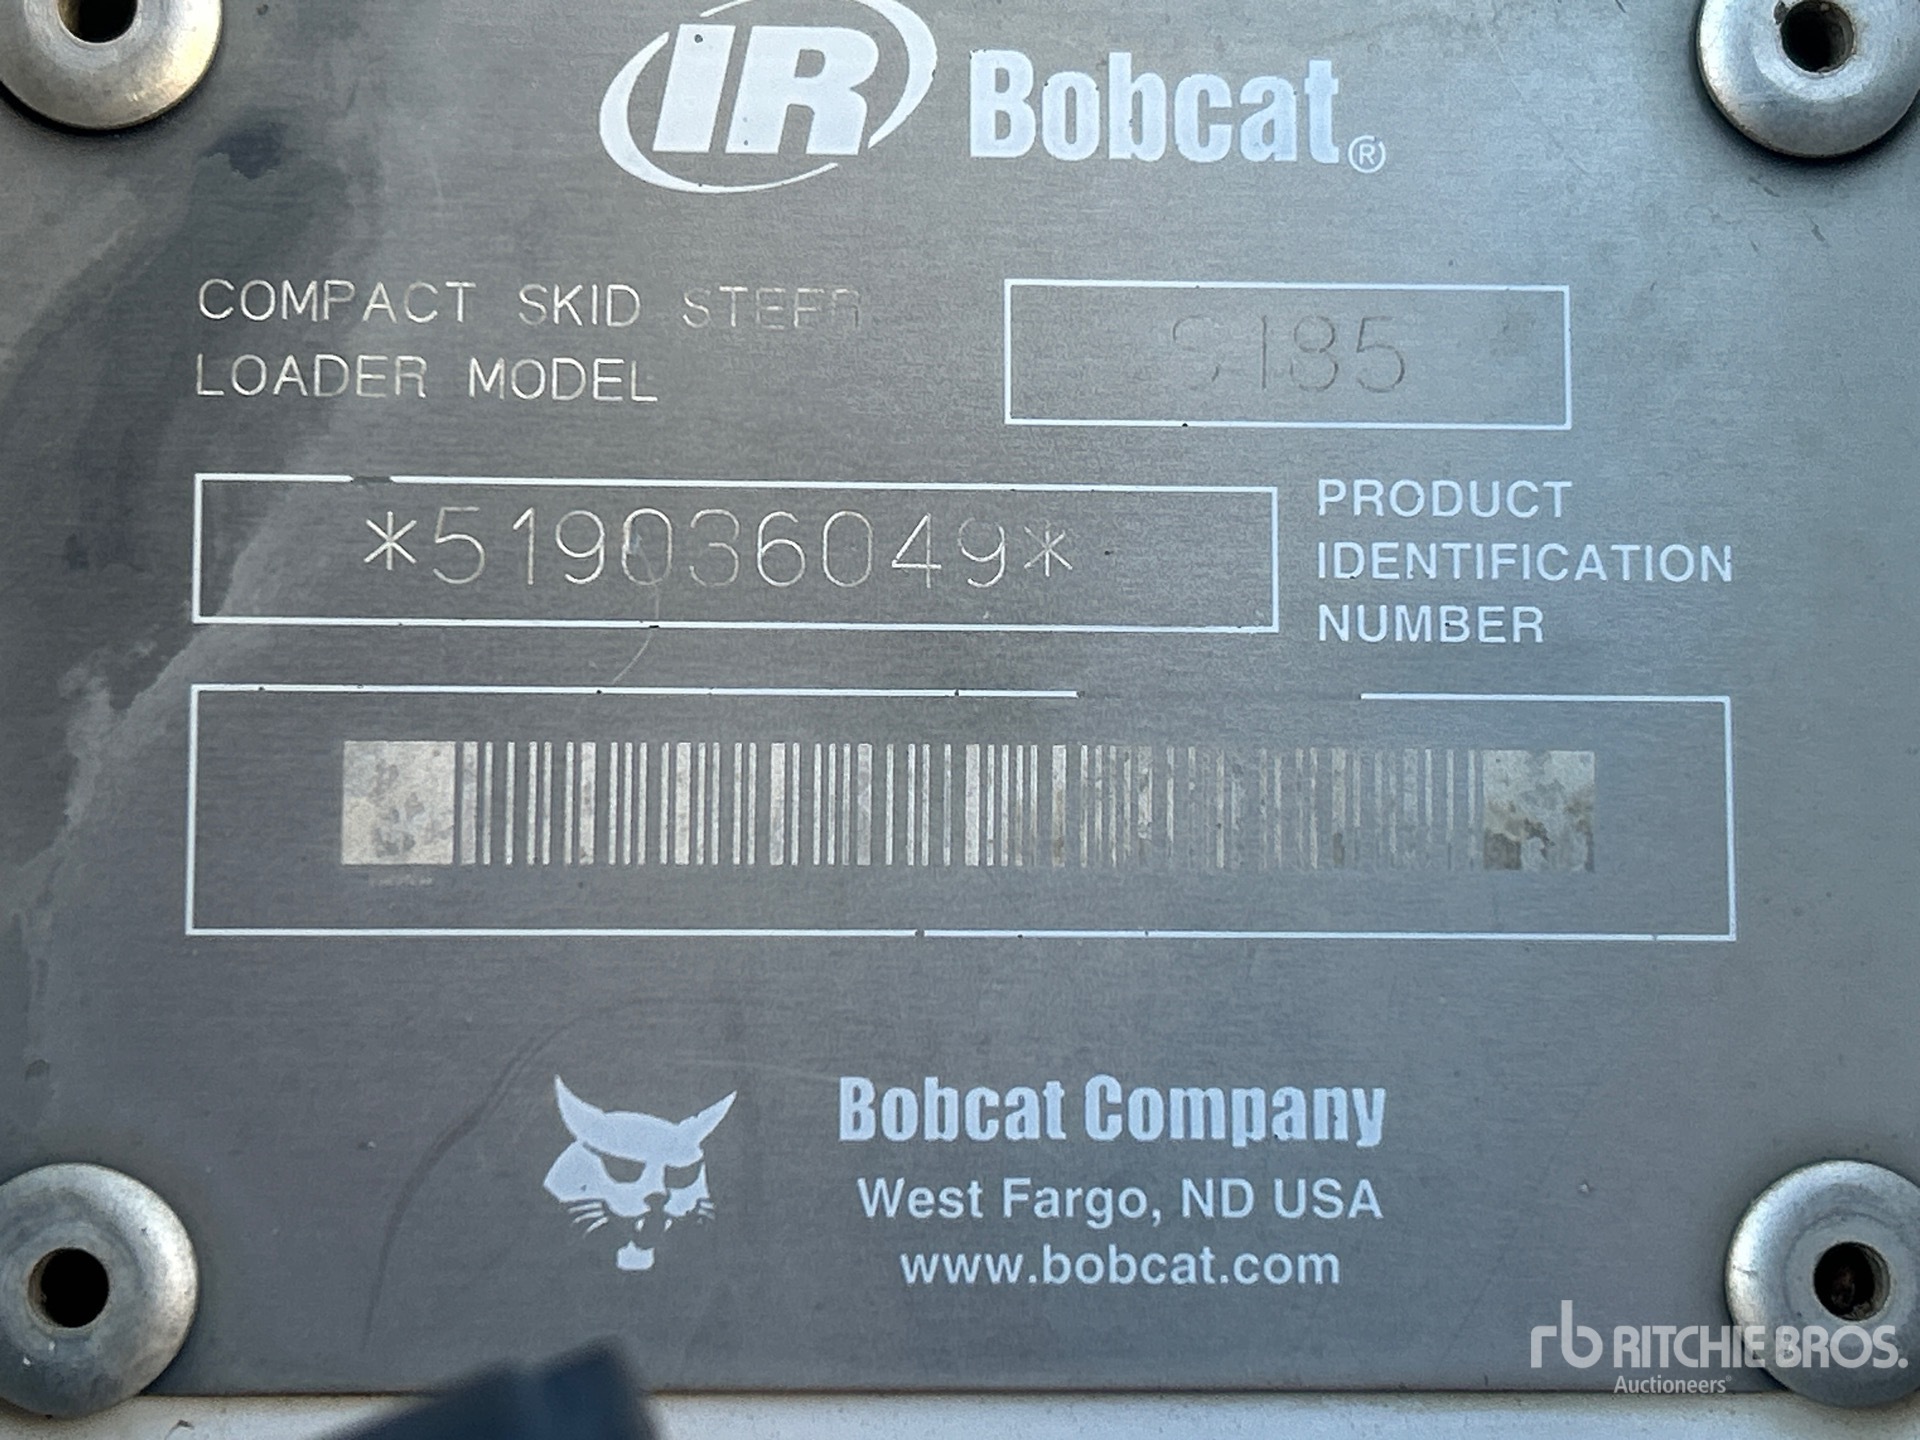 IR Bobcat®
COMPACT SKID STEER
LOADER MODEL
S185
*519036049*
PRODUCT
IDENTIFICATION
NUMBER
Bobcat Company
West Fargo, ND USA
www.bobcat.com
rb RITCHIE BROS.
Auctioneers